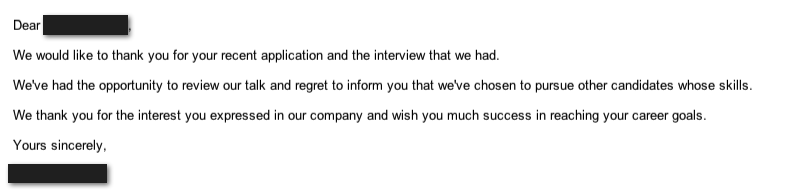 Dear ,
We would like to thank you for your recent application and the interview that we had.
We've had the opportunity to review our talk and regret to inform you that we've chosen to pursue other candidates whose skills.
We thank you for the interest you expressed in our company and wish you much success in reaching your career goals.
Yours sincerely,